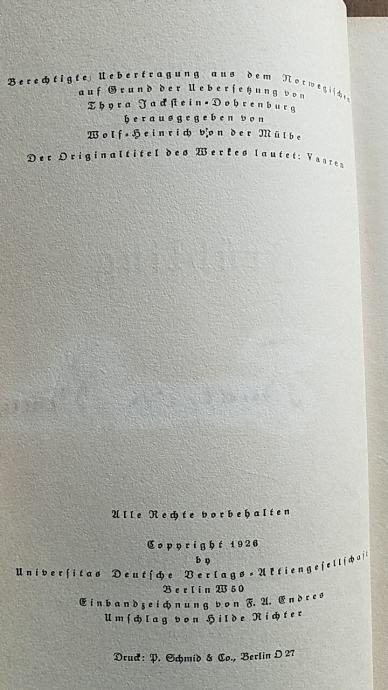 Berechtigte Uebertragung aus dem Norwegischen
auf Grund der Uebersetzung von
Thyra Jackstein-Dohrenburg
herausgegeben von
Wolf-Heinrich von der Mülbe
Der Originaltitel des Werkes lautet: Vaaren
Alle Rechte vorbehalten
Copyright 1926
by
Universitas Deutsche Verlags-Aktiengesellschaft
Berlin W 50
Einbandzeichnung von F. A. Endres
Umschlag von Hilde Richter
Druck: P. Schmid & Co., Berlin O 27